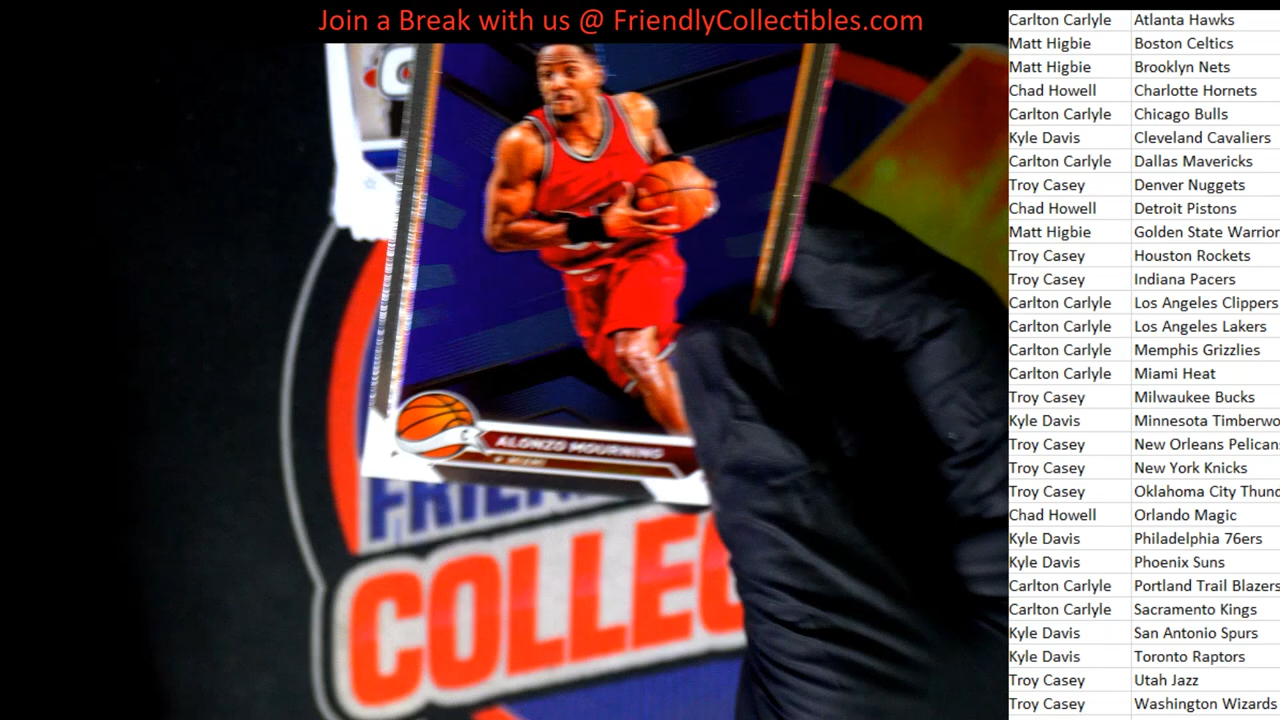 Join a Break with us @ FriendlyCollectibles.com
ALONZO MOURNING
FRIE
COLLEC
Carlton Carlyle Atlanta Hawks
Matt Higbie Boston Celtics
Matt Higbie Brooklyn Nets
Chad Howell Charlotte Hornets
Carlton Carlyle Chicago Bulls
Kyle Davis Cleveland Cavaliers
Carlton Carlyle Dallas Mavericks
Troy Casey Denver Nuggets
Chad Howell Detroit Pistons
Matt Higbie Golden State Warrior
Troy Casey Houston Rockets
Troy Casey Indiana Pacers
Carlton Carlyle Los Angeles Clippers
Carlton Carlyle Los Angeles Lakers
Carlton Carlyle Memphis Grizzlies
Carlton Carlyle Miami Heat
Troy Casey Milwaukee Bucks
Kyle Davis Minnesota Timberwo
Troy Casey New Orleans Pelican
Troy Casey New York Knicks
Troy Casey Oklahoma City Thund
Chad Howell Orlando Magic
Kyle Davis Philadelphia 76ers
Kyle Davis Phoenix Suns
Carlton Carlyle Portland Trail Blazers
Carlton Carlyle Sacramento Kings
Kyle Davis San Antonio Spurs
Kyle Davis Toronto Raptors
Troy Casey Utah Jazz
Troy Casey Washington Wizards